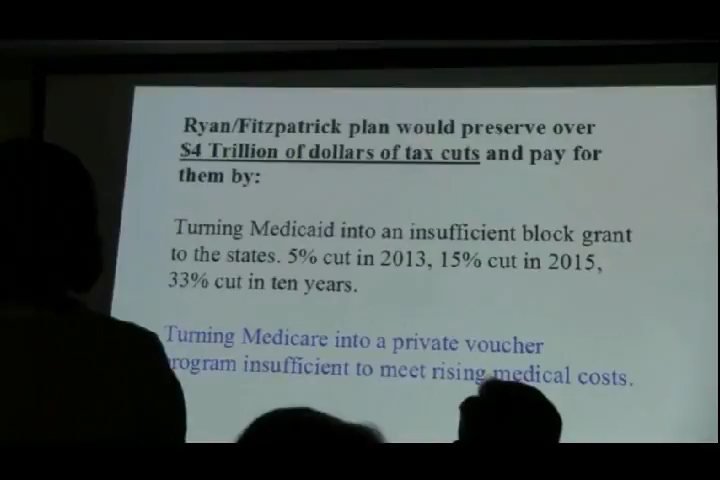 Ryan/Fitzpatrick plan would preserve over
$4 Trillion of dollars of tax cuts and pay for
them by:
Turning Medicaid into an insufficient block grant
to the states. 5% cut in 2013, 15% cut in 2015,
33% cut in ten years.
Turning Medicare into a private voucher
program insufficient to meet rising medical costs.